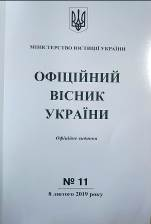 МІНІСТЕРСТВО ЮСТИЦІЇ УКРАЇНИ
ОФІЦІЙНИЙ
ВІСНИК
УКРАЇНИ
Офіційне видання
№ 11
8 лютого 2019 року